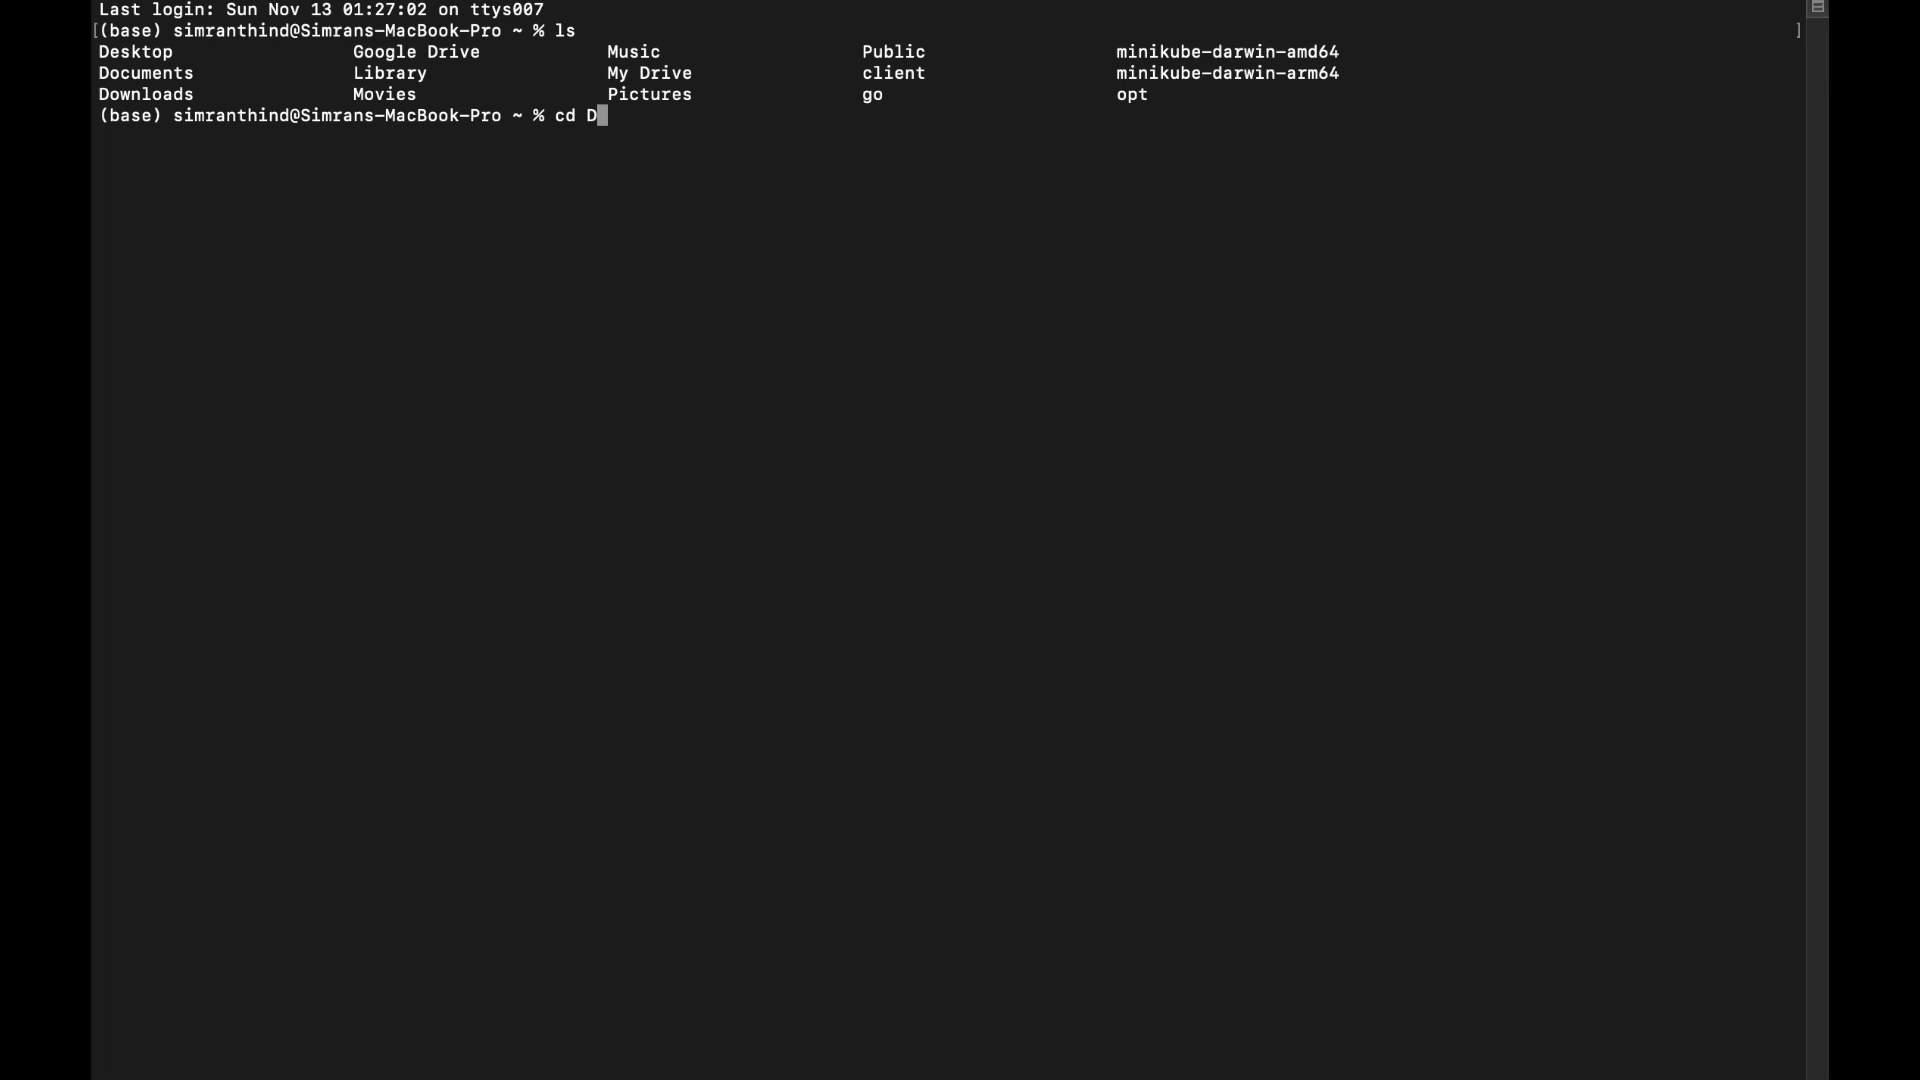 Last login: Sun Nov 13 01:27:02 on ttys007
[(base) simranthind@Simrans-MacBook-Pro ~ % ls ]
Desktop Google Drive Music Public minikube-darwin-amd64
Documents Library My Drive client minikube-darwin-arm64
Downloads Movies Pictures go opt
(base) simranthind@Simrans-MacBook-Pro ~ % cd D